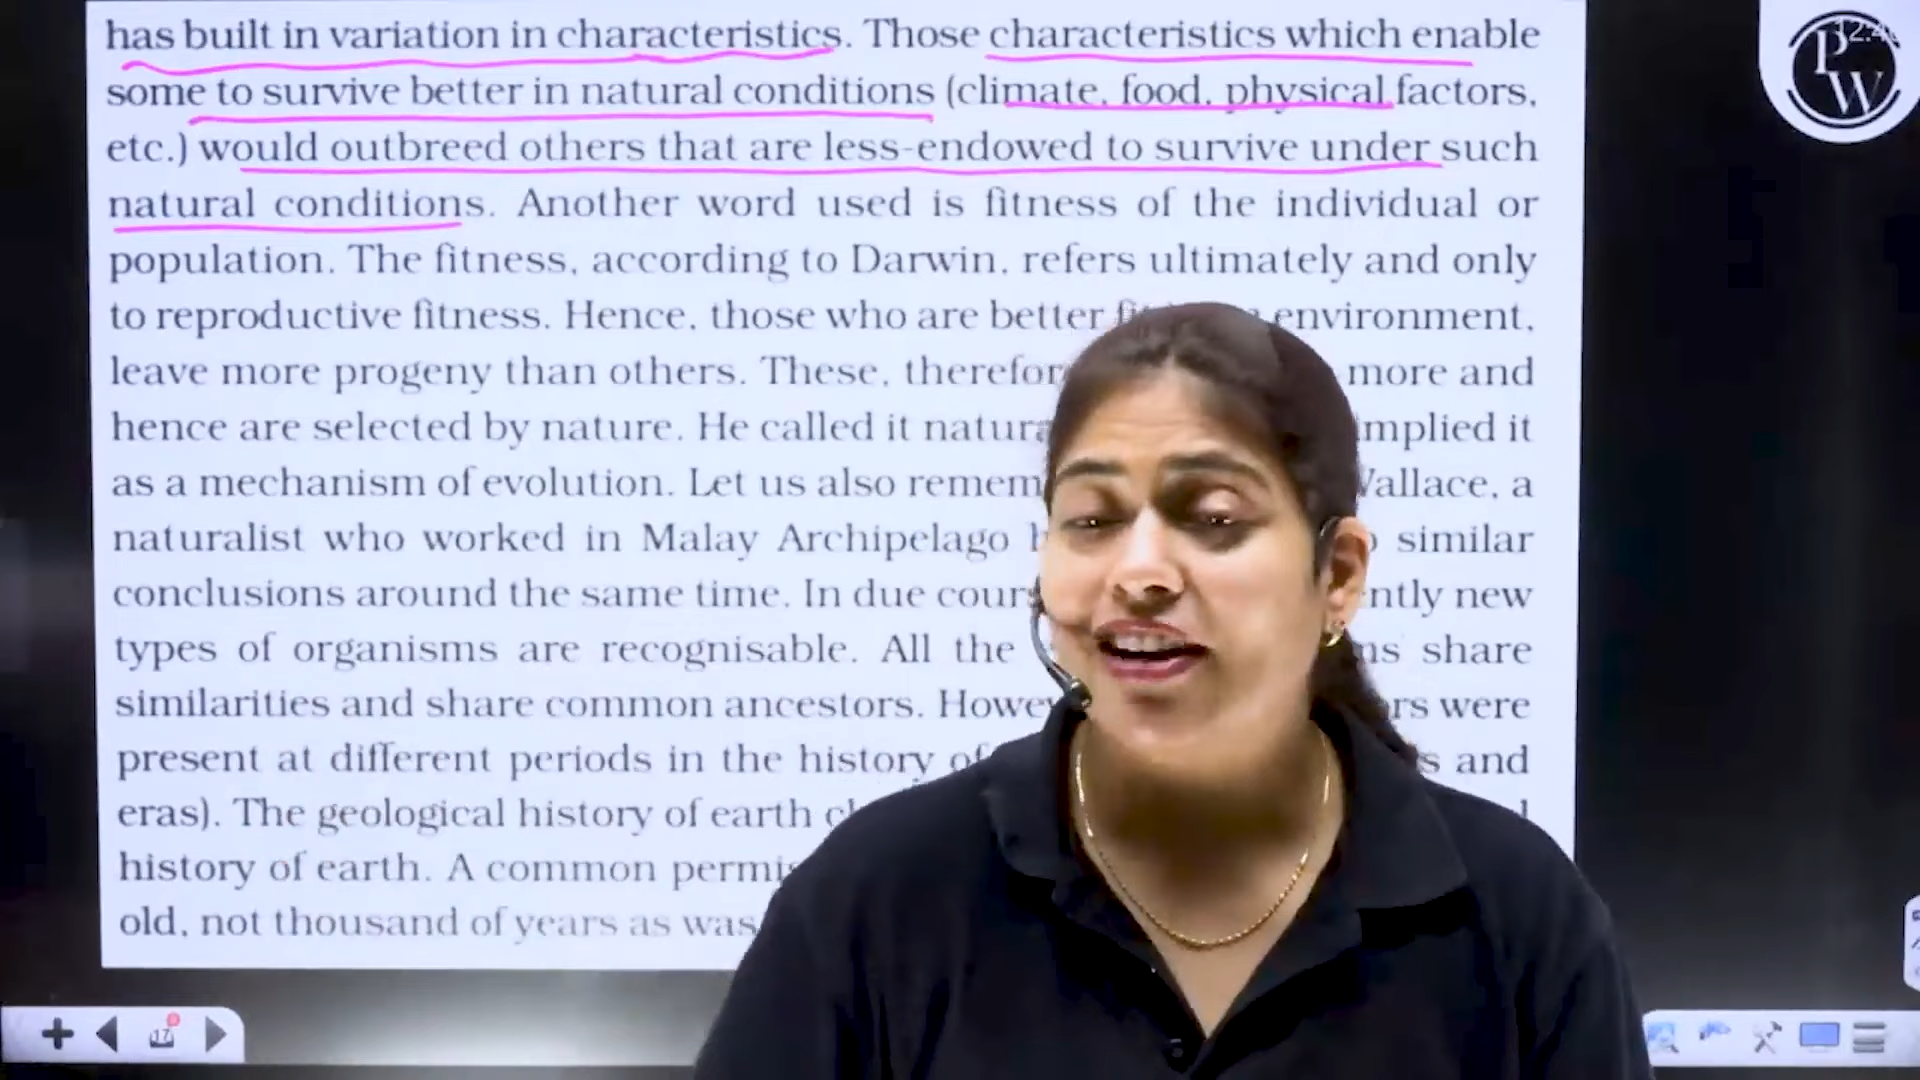 has built in variation in characteristics. Those characteristics which enable
some to survive better in natural conditions (climate, food, physical factors,
etc.) would outbreed others that are less-endowed to survive under such
natural conditions. Another word used is fitness of the individual or
population. The fitness, according to Darwin, refers ultimately and only
to reproductive fitness. Hence, those who are better environment,
leave more progeny than others. These, more and
hence are selected by nature. He called it implied it
as a mechanism of evolution. Let us also Wallace, a
naturalist who worked in Malay Archipelago similar
conclusions around the same time. In due new
types of organisms are recognisable. All the share
similarities and share common ancestors. were
present at different periods in the history of and
eras). The geological history of earth
history of earth. A common
old, not thousand of years as was
PW
17